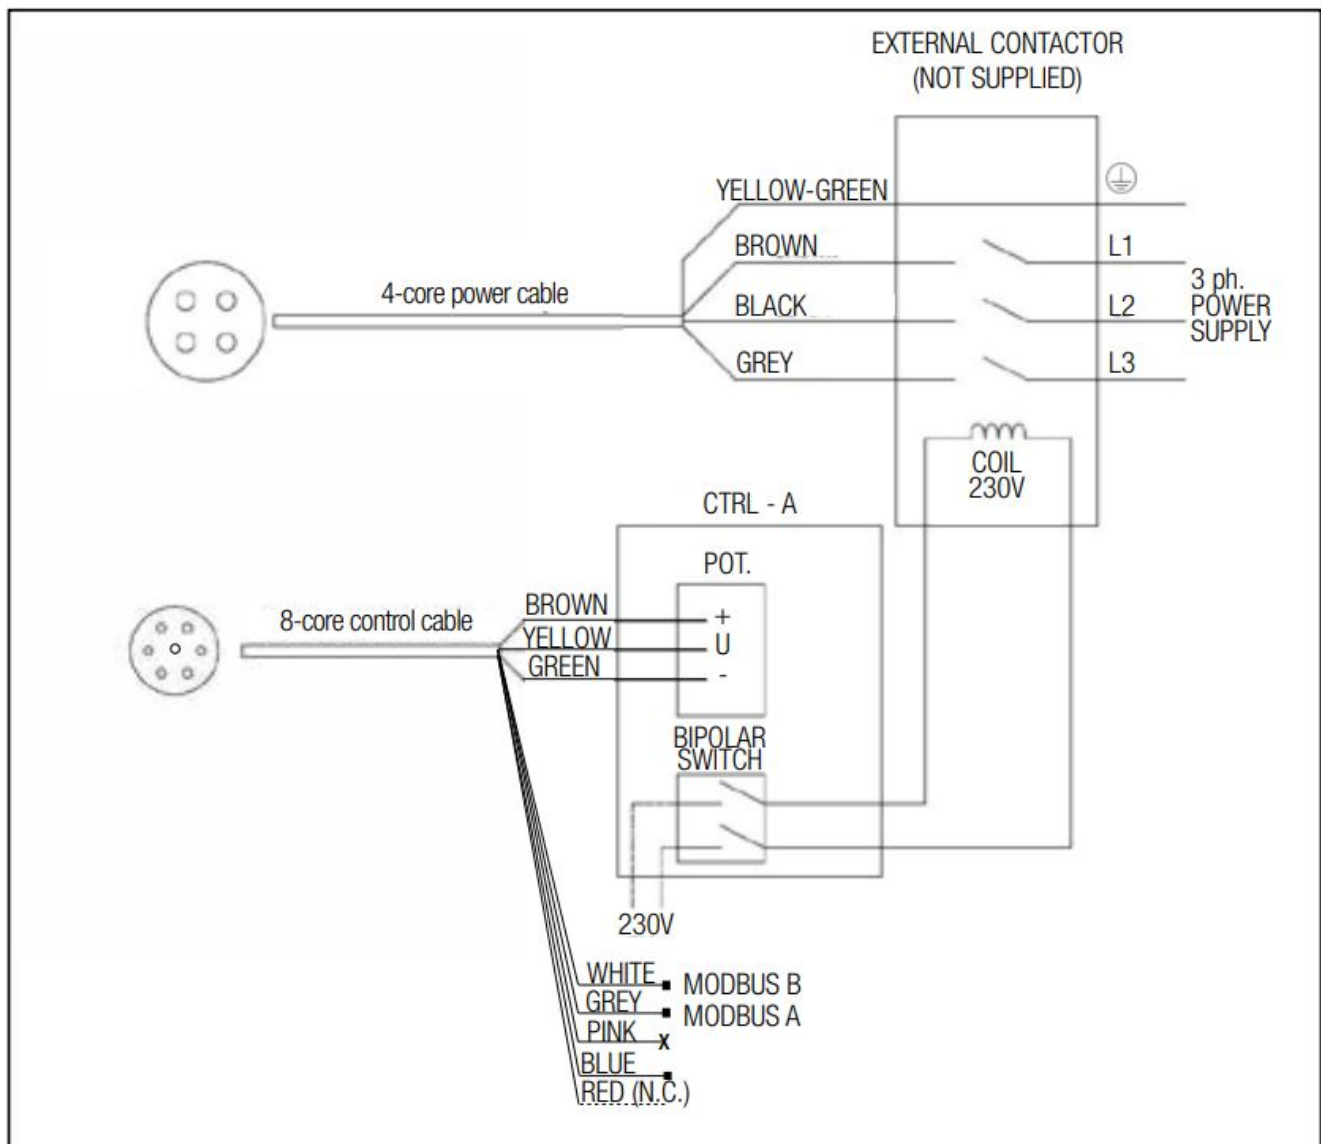 EXTERNAL CONTACTOR
(NOT SUPPLIED)
YELLOW-GREEN
BROWN
L1
4-core power cable
BLACK
L2
3 ph.
POWER
SUPPLY
GREY
L3
COIL
230V
CTRL - A
POT.
8-core control cable
BROWN
+
YELLOW
U
GREEN
-
BIPOLAR
SWITCH
230V
WHITE
MODBUS B
GREY
MODBUS A
PINK
X
BLUE
RED (N.C.)